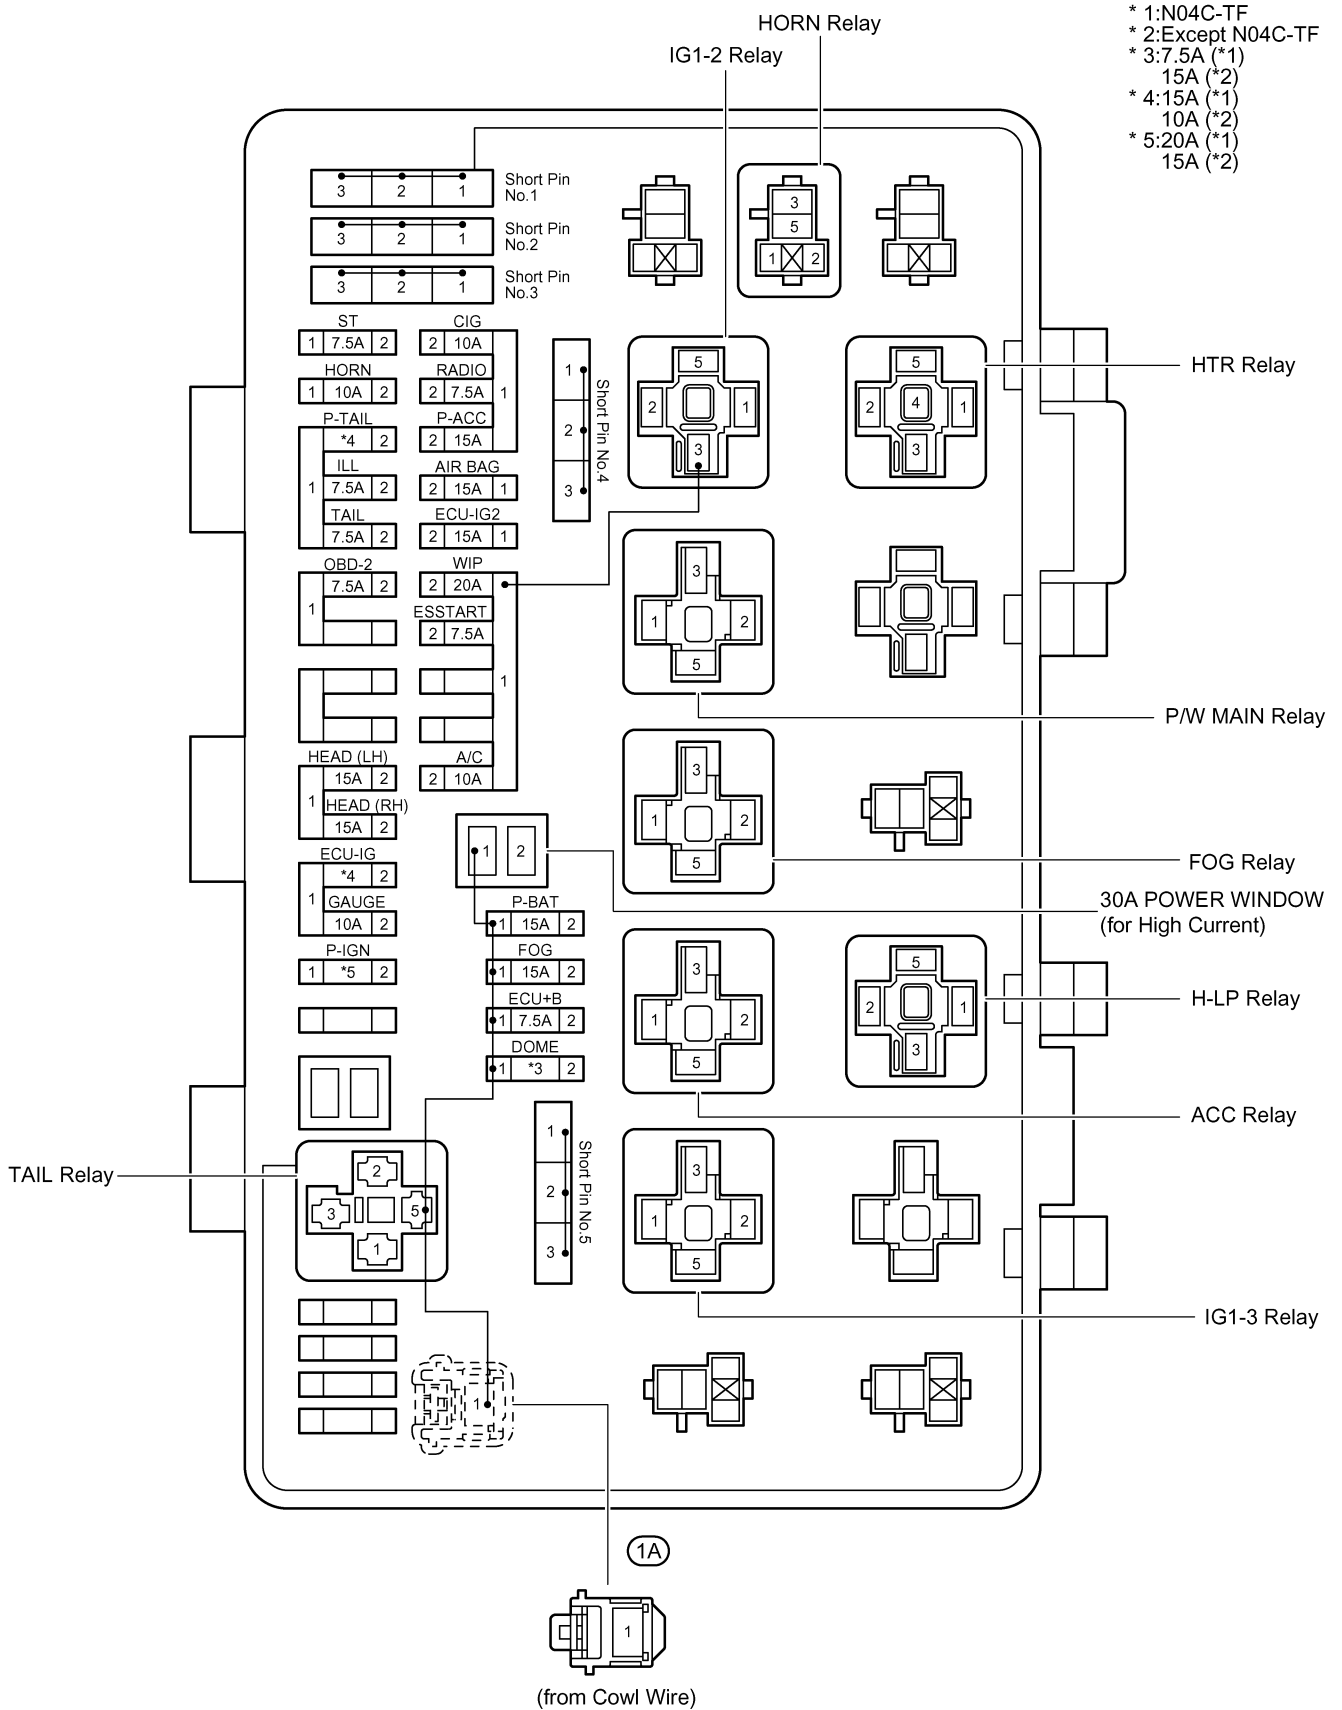 HORN Relay
IG1-2 Relay
* 1:N04C-TF
* 2:Except N04C-TF
* 3:7.5A (*1)
15A (*2)
* 4:15A (*1)
10A (*2)
* 5:20A (*1)
15A (*2)
3 2 1
Short Pin
No.1
3 2 1
Short Pin
No.2
3 2 1
Short Pin
No.3
3
5
1 2
ST
1 7.5A 2
HORN
1 10A 2
P-TAIL
*4 2
ILL
1 7.5A 2
TAIL
7.5A 2
OBD-2
7.5A 2
1
HEAD (LH)
15A 2
1
HEAD (RH)
15A 2
ECU-IG
*4 2
1
GAUGE
10A 2
P-IGN
1 *5 2
CIG
2 10A
RADIO
2 7.5A 1
P-ACC
2 15A
AIR BAG
2 15A 1
ECU-IG2
2 15A 1
WIP
2 20A
ESSTART
2 7.5A
1
A/C
2 10A
1
2
3
Short Pin No.4
5
2 1
3
5
2 4 1
3
HTR Relay
3
1 2
5
P/W MAIN Relay
3
1 2
5
FOG Relay
1 2
30A POWER WINDOW
(for High Current)
P-BAT
1 15A 2
FOG
1 15A 2
ECU+B
1 7.5A 2
DOME
1 *3 2
3
1 2
5
ACC Relay
5
2 1
3
H-LP Relay
1
2
3
Short Pin No.5
TAIL Relay
2
3 5
1
3
1 2
5
IG1-3 Relay
1
1A
1
(from Cowl Wire)